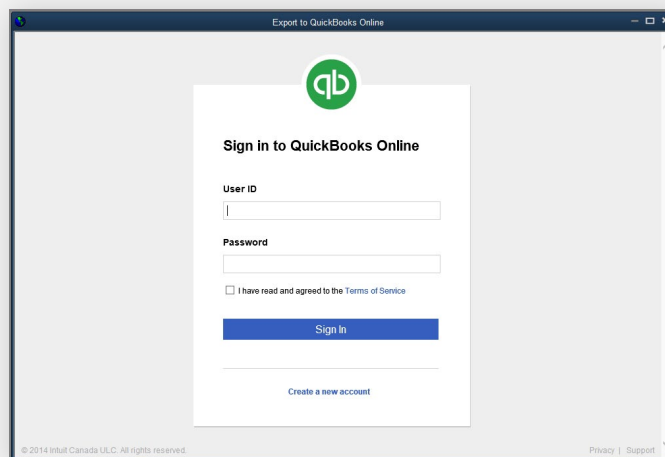 Export to QuickBooks Online
qb
Sign in to QuickBooks Online
User ID
Password
I have read and agreed to the Terms of Service
Sign In
Create a new account
© 2014 Intuit Canada ULC. All rights reserved.
Privacy | Support